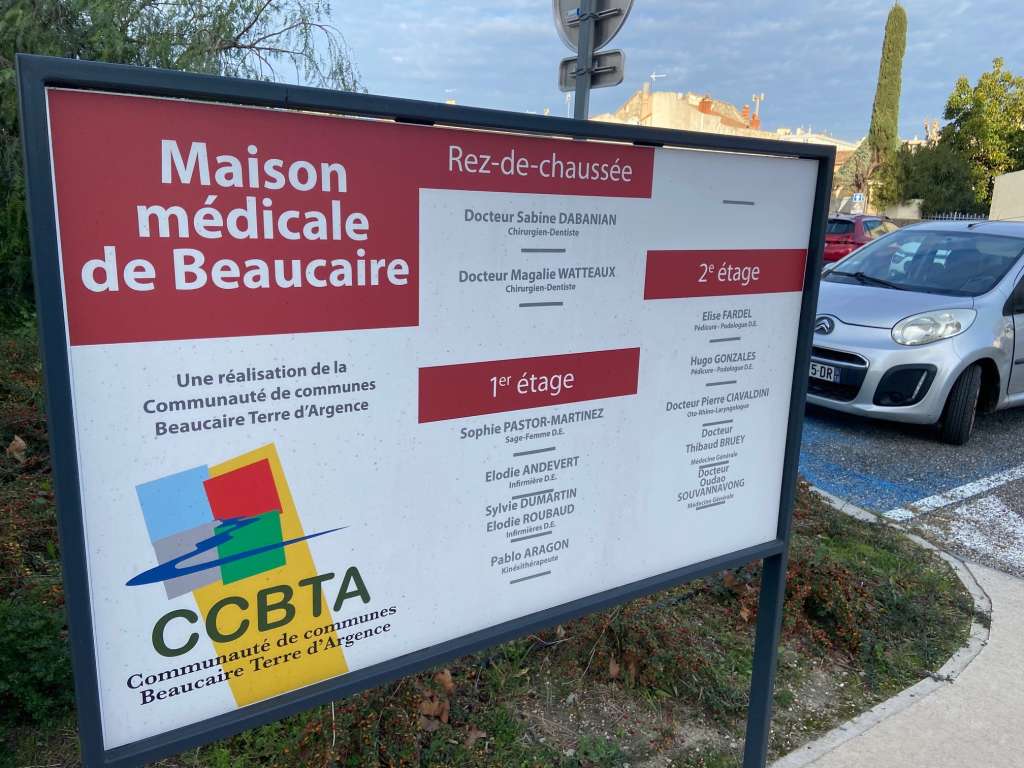 Maison
médicale
de Beaucaire
Une réalisation de la
Communauté de communes
Beaucaire Terre d'Argence
CCBTA
Communauté de communes
Beaucaire Terre d'Argence
Rez-de-chaussée
Docteur Sabine DABANIAN
Chirurgien-Dentiste
Docteur Magalie WATTEAUX
Chirurgien-Dentiste
1er étage
Sophie PASTOR-MARTINEZ
Sage-Femme D.E.
Elodie ANDEVERT
Infirmière D.E.
Sylvie DUMARTIN
Elodie ROUBAUD
Infirmières D.E.
Pablo ARAGON
Kinéxithérapeute
2e étage
Elise FARDEL
Pédicure - Podologue D.E.
Hugo GONZALES
Pédicure - Podologue D.E.
Docteur Pierre CIAVALDINI
Oto-Rhino-Laryngologue
Docteur
Thibaud BRUEY
Médecine Générale
Docteur
Oudao
SOUVANNAVONG
Médecine Générale
5-DR